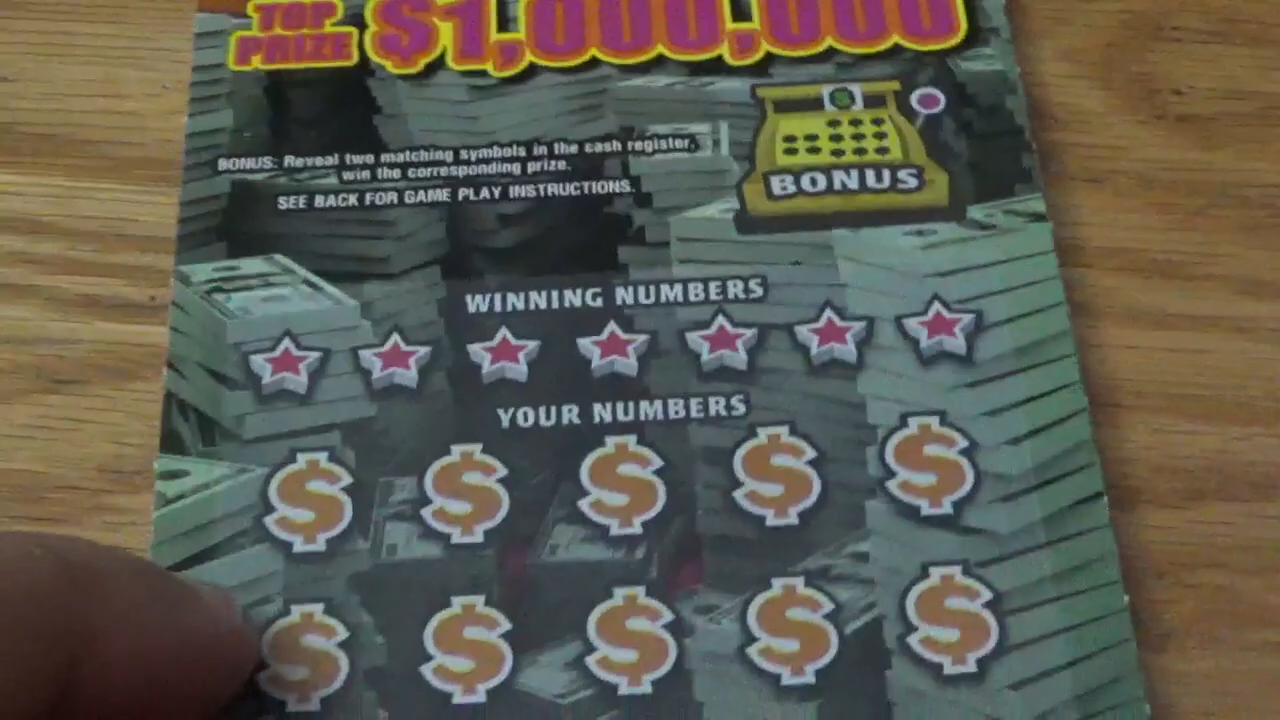 TOP
PRIZE
$1,000,000
BONUS: Reveal two matching symbols in the cash register,
win the corresponding prize.
SEE BACK FOR GAME PLAY INSTRUCTIONS.
$
BONUS
WINNING NUMBERS
YOUR NUMBERS
$ $ $ $ $
$ $ $ $ $